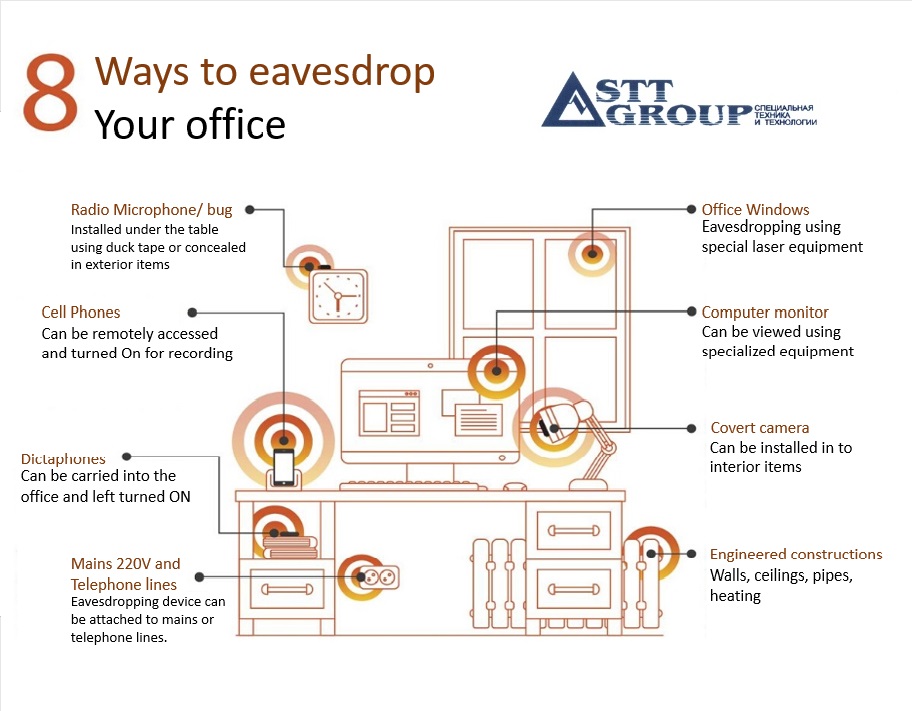 8 Ways to eavesdrop
Your office
STT
GROUP
СПЕЦИАЛЬНАЯ
ТЕХНИКА
И ТЕХНОЛОГИИ
Radio Microphone/ bug
Installed under the table
using duck tape or concealed
in exterior items
Cell Phones
Can be remotely accessed
and turned On for recording
Dictaphones
Can be carried into the
office and left turned ON
Mains 220V and
Telephone lines
Eavesdropping device can
be attached to mains or
telephone lines.
Office Windows
Eavesdropping using
special laser equipment
Computer monitor
Can be viewed using
specialized equipment
Covert camera
Can be installed in to
interior items
Engineered constructions
Walls, ceilings, pipes,
heating